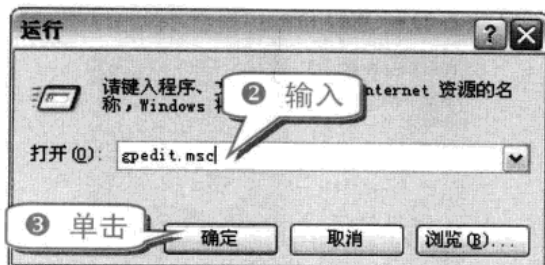 运行
请键入程序、
ternet 资源的名
称，Windows
❷ 输入
打开(O): gpedit.msc
❸ 单击
确定 取消 浏览(B)...